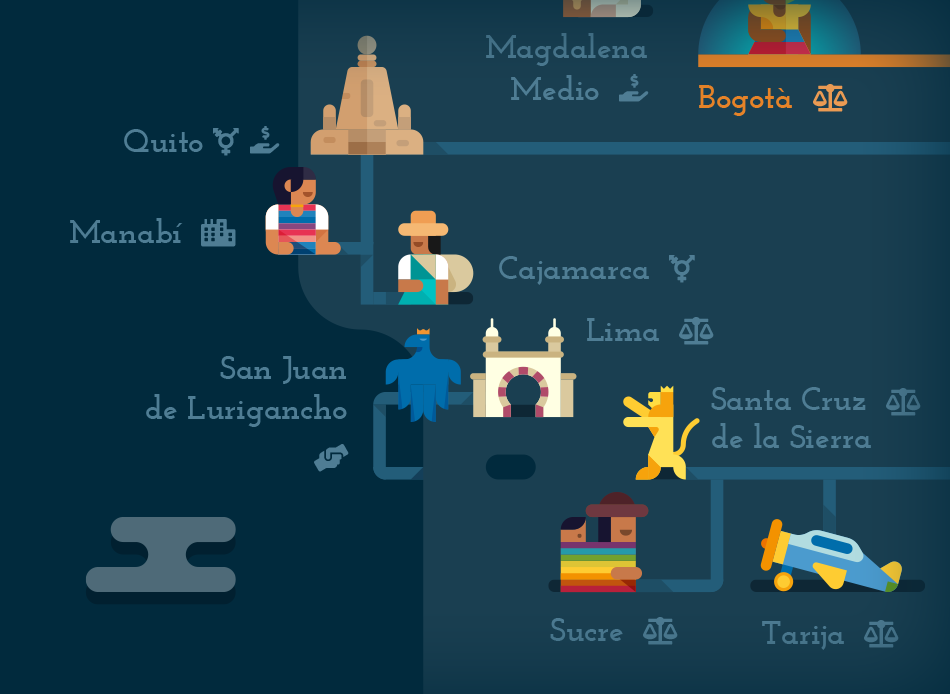 Magdalena
Medio
Bogotà
Quito
Manabí
Cajamarca
Lima
San Juan
de Lurigancho
Santa Cruz
de la Sierra
Sucre
Tarija